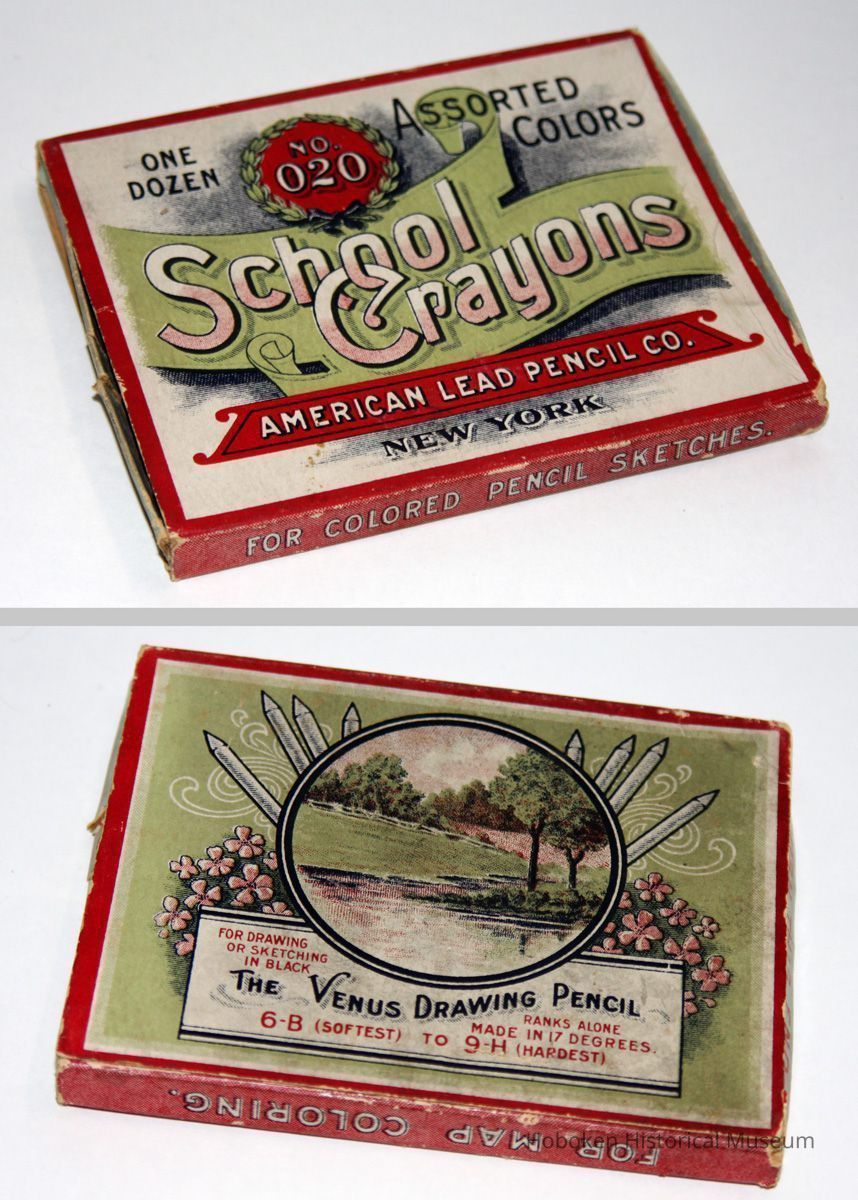 ONE
DOZEN
NO.
020
ASSORTED
COLORS
School
Crayons
AMERICAN LEAD PENCIL CO.
NEW YORK
FOR COLORED PENCIL SKETCHES.
FOR DRAWING
OR SKETCHING
IN BLACK
THE VENUS DRAWING PENCIL
6-B (SOFTEST) TO 9-H (HARDEST)
RANKS ALONE
MADE IN 17 DEGREES.
FOR MAP COLORING.
Hoboken Historical Museum